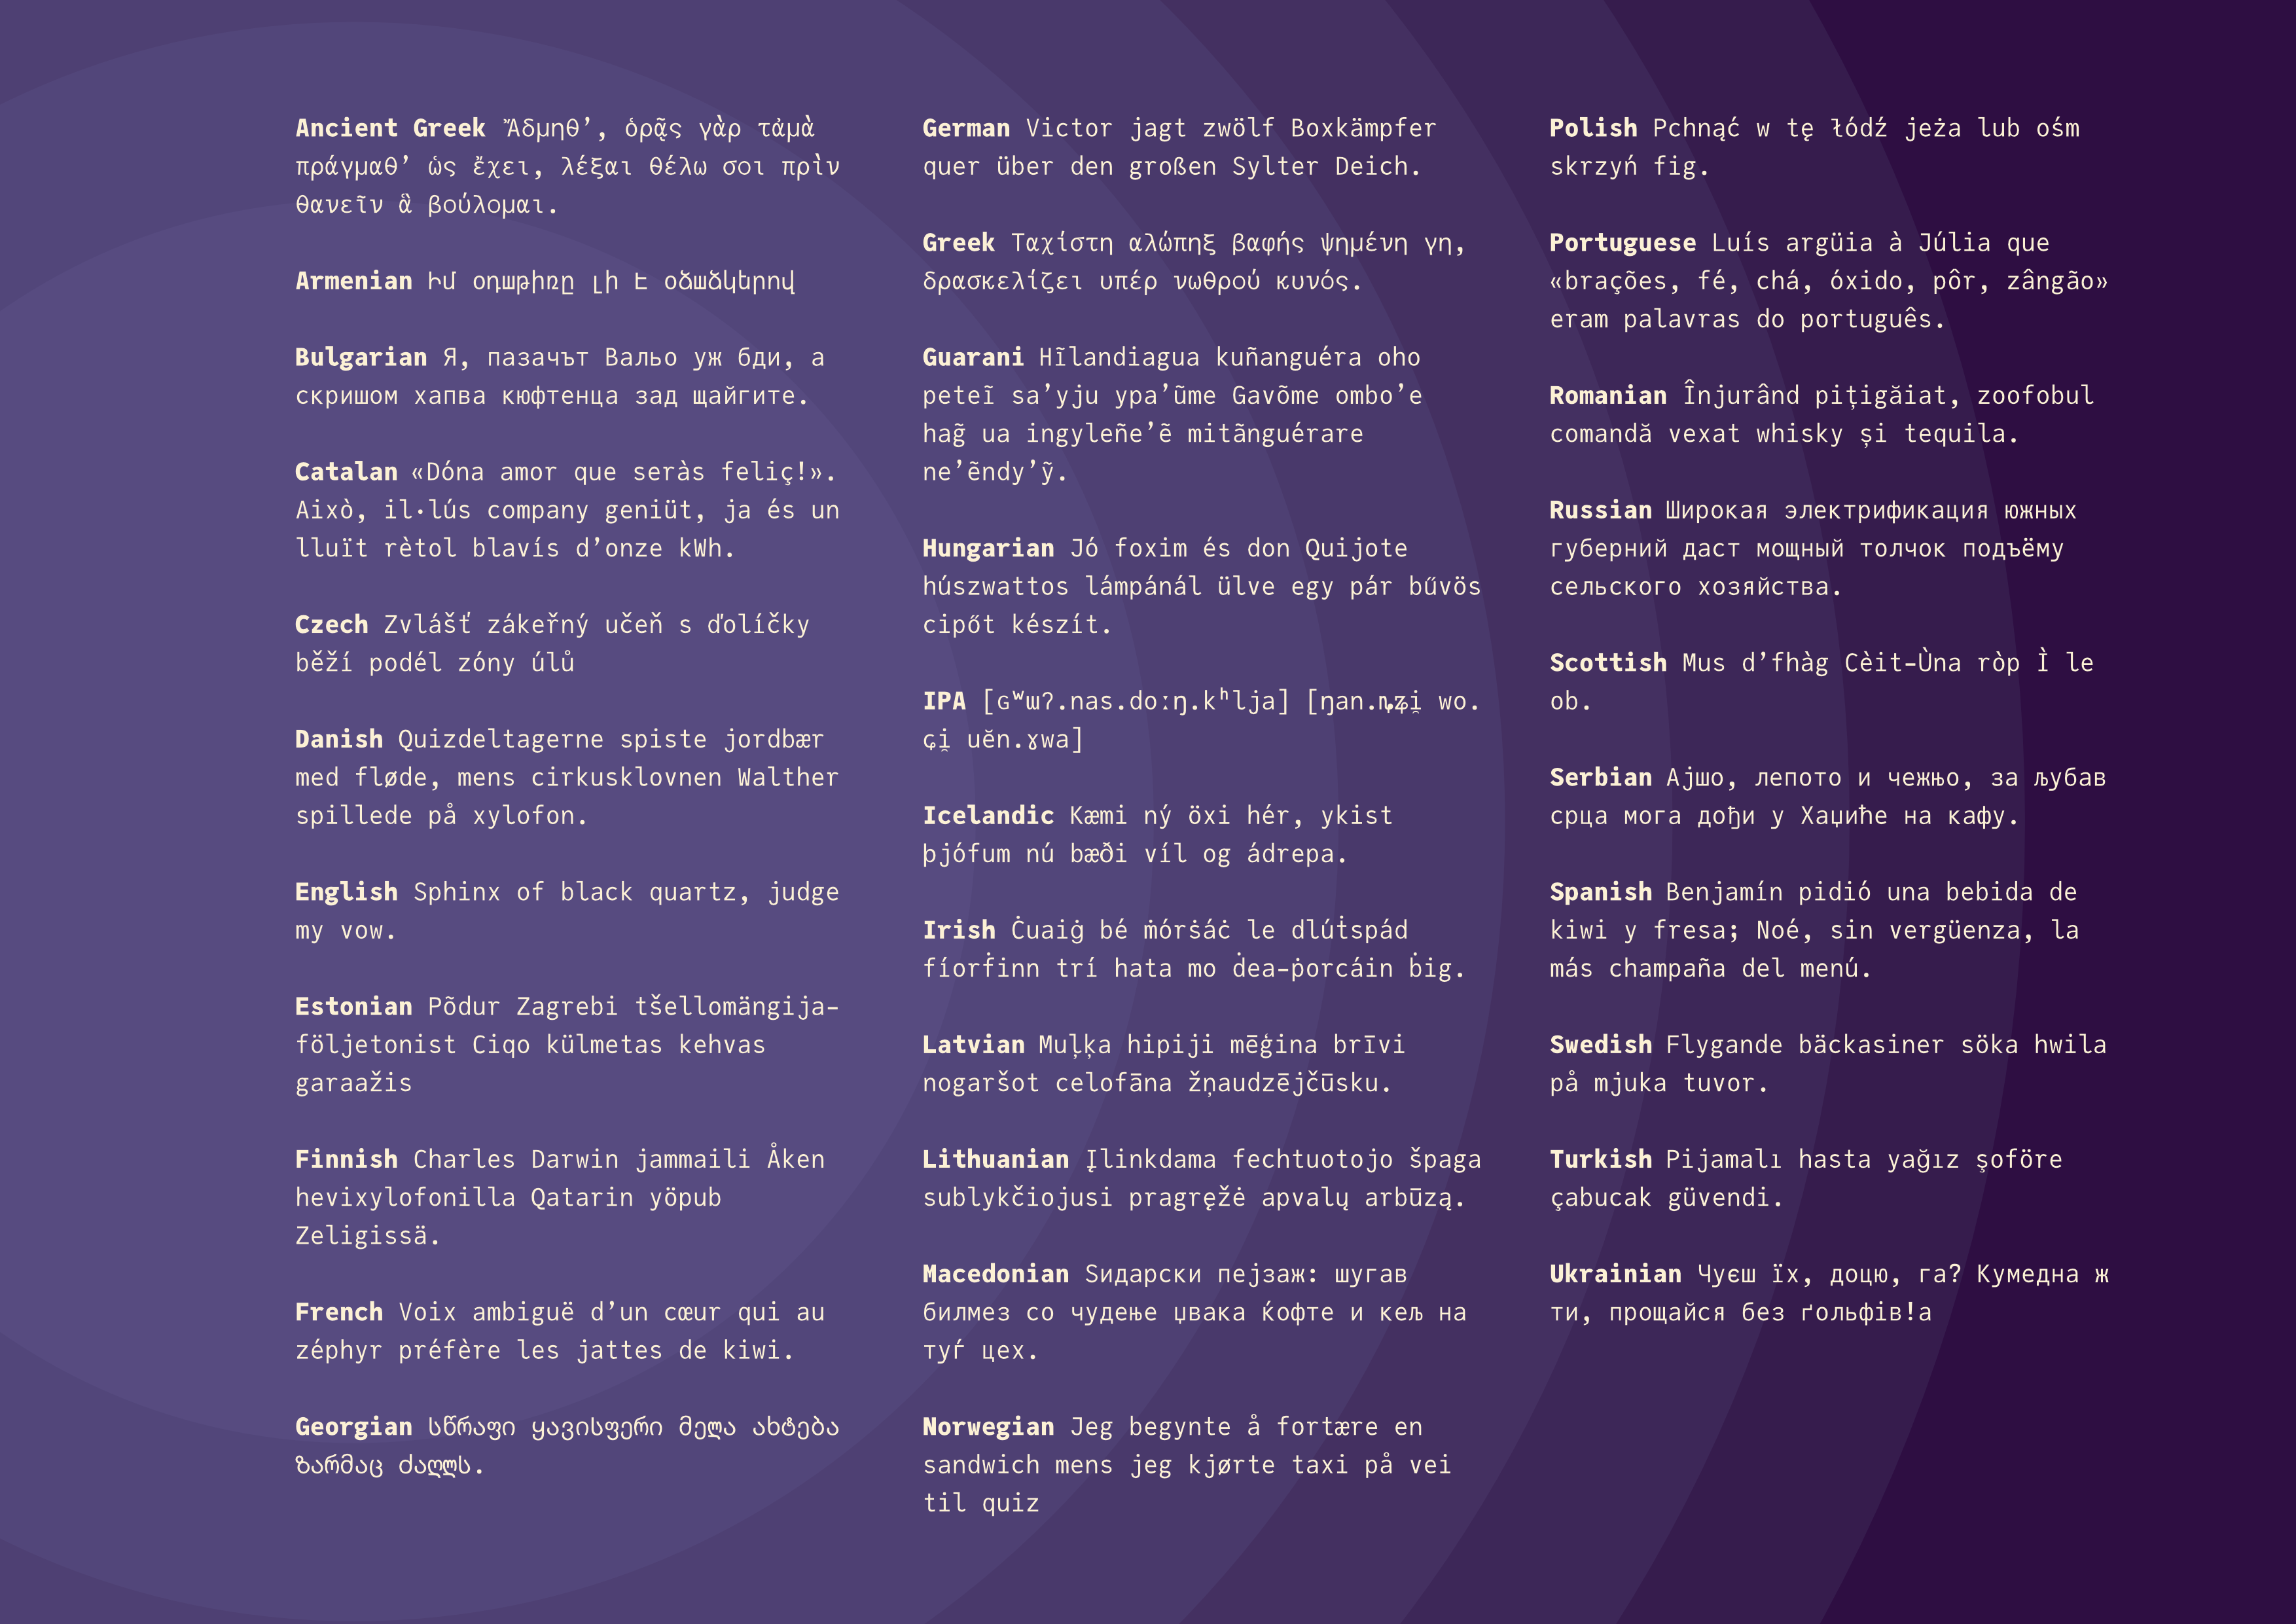 Ancient Greek Ἄδμηθ’, ὁρᾷς γὰρ τἀμὰ
πράγμαθ’ ὡς ἔχει, λέξαι θέλω σοι πρὶν
θανεῖν ἃ βούλομαι.
Armenian Իմ օդաթիռը լի է օձաձկերով
Bulgarian Я, пазачът Вальо уж бди, а
скришом хапва кюфтенца зад щайгите.
Catalan «Dóna amor que seràs feliç!».
Això, il·lús company geniüt, ja és un
lluït rètol blavís d’onze kWh.
Czech Zvlášť zákeřný učeň s ďolíčky
běží podél zóny úlů
Danish Quizdeltagerne spiste jordbær
med fløde, mens cirkusklovnen Walther
spillede på xylofon.
English Sphinx of black quartz, judge
my vow.
Estonian Põdur Zagrebi tšellomängija-
följetonist Ciqo külmetas kehvas
garaažis
Finnish Charles Darwin jammaili Åken
hevixylofonilla Qatarin yöpub
Zeligissä.
French Voix ambiguë d’un cœur qui au
zéphyr préfère les jattes de kiwi.
Georgian სწრაფი ყავისფერი მელა ახტება
ზარმაც ძაღლს.
German Victor jagt zwölf Boxkämpfer
quer über den großen Sylter Deich.
Greek Ταχίστη αλώπηξ βαφής ψημένη γη,
δρασκελίζει υπέρ νωθρού κυνός.
Guarani Hĩlandiagua kuñanguéra oho
peteĩ sa’yju ypa’ũme Gavõme ombo’e
hag̃ ua ingyleñe’ẽ mitãnguérare
ne’ẽndy’ỹ.
Hungarian Jó foxim és don Quijote
húszwattos lámpánál ülve egy pár bűvös
cipőt készít.
IPA [ɢʷɯʔ.nas.doːŋ.kʰlja] [ŋan.ȵʑi̯ wo.
ɕi̯ uĕn.ɣwa]
Icelandic Kæmi ný öxi hér, ykist
þjófum nú bæði víl og ádrepa.
Irish Ċuaiġ bé ṁórṡáċ le dlúṫspád
fíorḟinn trí hata mo ḋea-ṗorcáin ḃig.
Latvian Muļķa hipiji mēģina brīvi
nogaršot celofāna žņaudzējčūsku.
Lithuanian Įlinkdama fechtuotojo špaga
sublykčiojusi pragręžė apvalų arbūzą.
Macedonian Ѕидарски пејзаж: шугав
билмез со чудење џвака ќофте и кељ на
туѓ цех.
Norwegian Jeg begynte å fortære en
sandwich mens jeg kjørte taxi på vei
til quiz
Polish Pchnąć w tę łódź jeża lub ośm
skrzyń fig.
Portuguese Luís argüia à Júlia que
«brações, fé, chá, óxido, pôr, zângão»
eram palavras do português.
Romanian Înjurând pițigăiat, zoofobul
comandă vexat whisky și tequila.
Russian Широкая электрификация южных
губерний даст мощный толчок подъёму
сельского хозяйства.
Scottish Mus d’fhàg Cèit-Ùna ròp Ì le
ob.
Serbian Ајшо, лепото и чежњо, за љубав
срца мога дођи у Хаџиће на кафу.
Spanish Benjamín pidió una bebida de
kiwi y fresa; Noé, sin vergüenza, la
más champaña del menú.
Swedish Flygande bäckasiner söka hwila
på mjuka tuvor.
Turkish Pijamalı hasta yağız şoföre
çabucak güvendi.
Ukrainian Чуєш їх, доцю, га? Кумедна ж
ти, прощайся без ґольфів!а